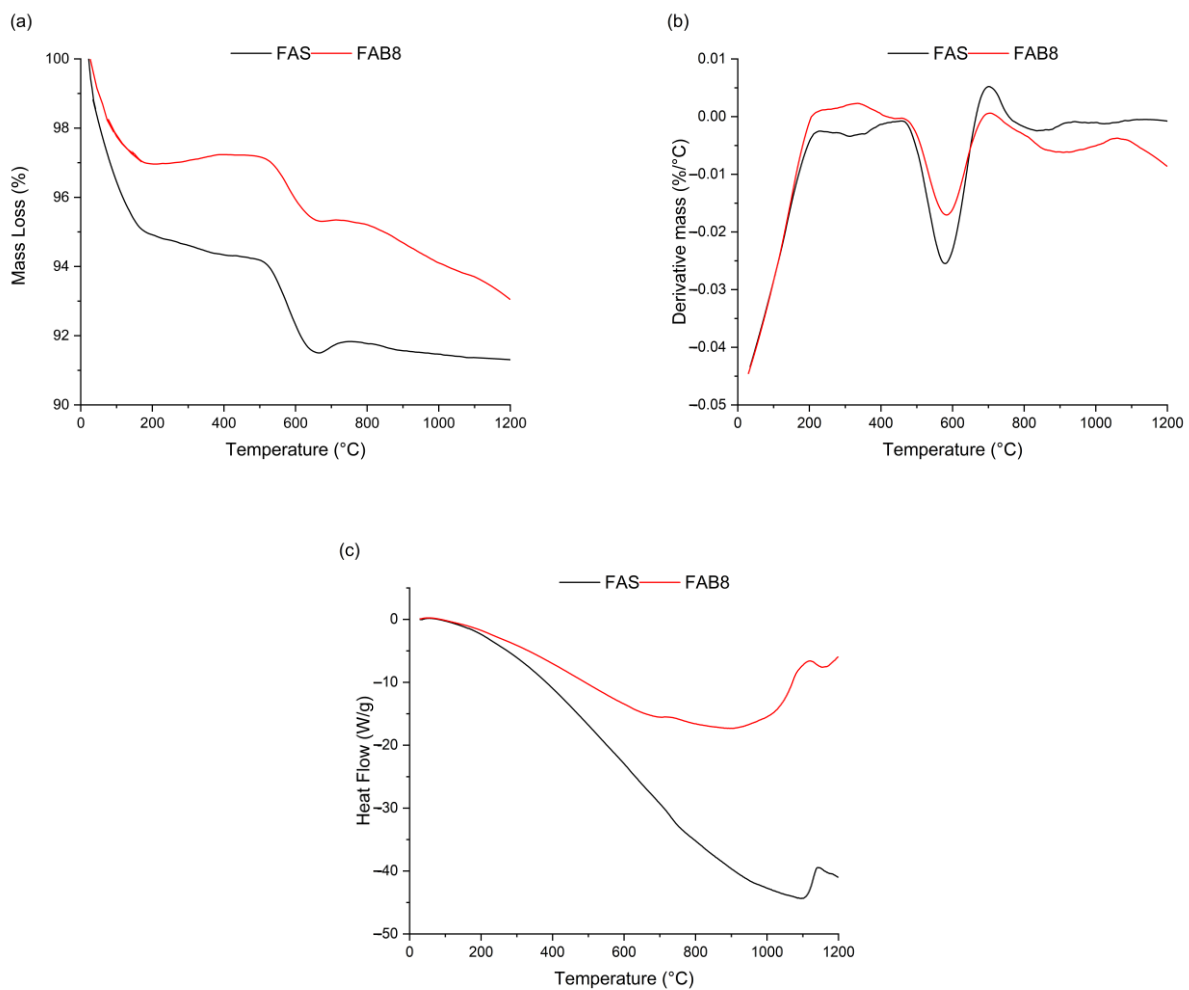 (a)
FAS FAB8
100
98
96
94
92
90
0 200 400 600 800 1000 1200
Mass Loss (%)
Temperature (°C)
(b)
FAS FAB8
0.01
0.00
−0.01
−0.02
−0.03
−0.04
−0.05
0 200 400 600 800 1000 1200
Derivative mass (%/°C)
Temperature (°C)
(c)
FAS FAB8
0
−10
−20
−30
−40
−50
0 200 400 600 800 1000 1200
Heat Flow (W/g)
Temperature (°C)